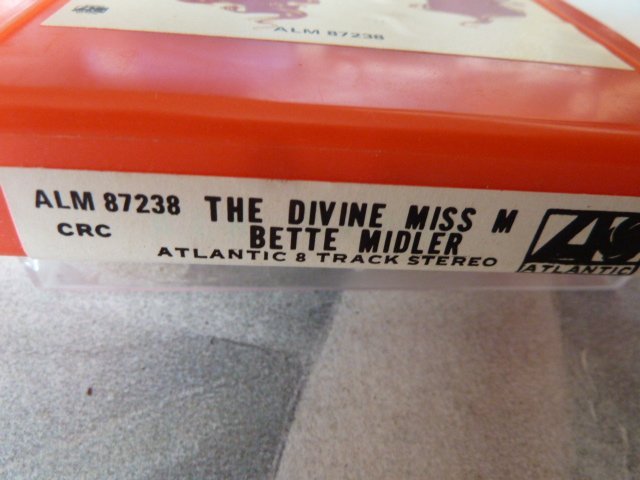 ALM 87238
ALM 87238 THE DIVINE MISS M
CRC BETTE MIDLER
ATLANTIC 8 TRACK STEREO
ATLANTIC